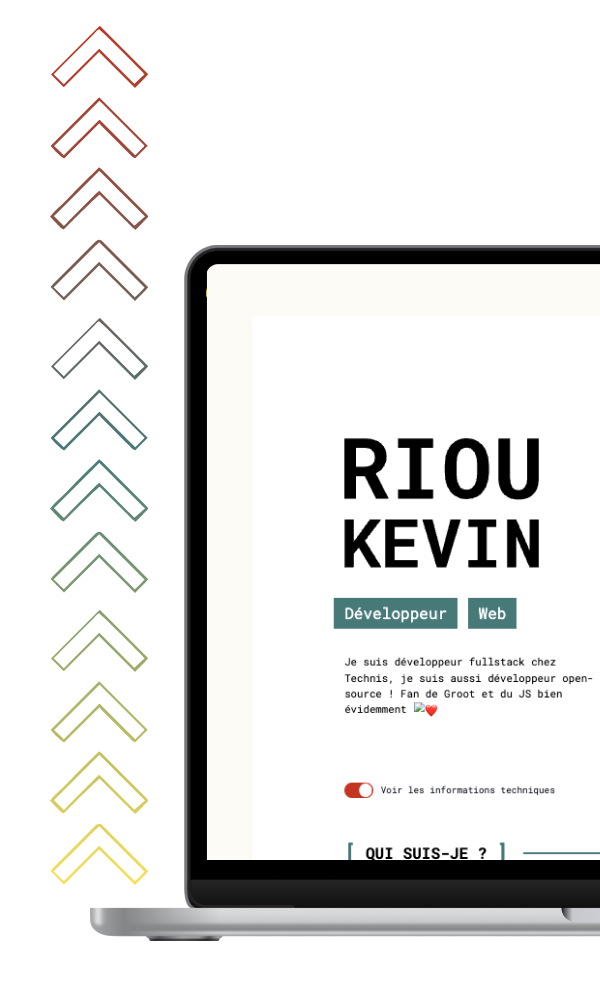 RIOU
KEVIN
Développeur Web
Je suis développeur fullstack chez
Technis, je suis aussi développeur open-
source ! Fan de Groot et du JS bien
évidemment ❤️
Voir les informations techniques
[ QUI SUIS-JE ? ]